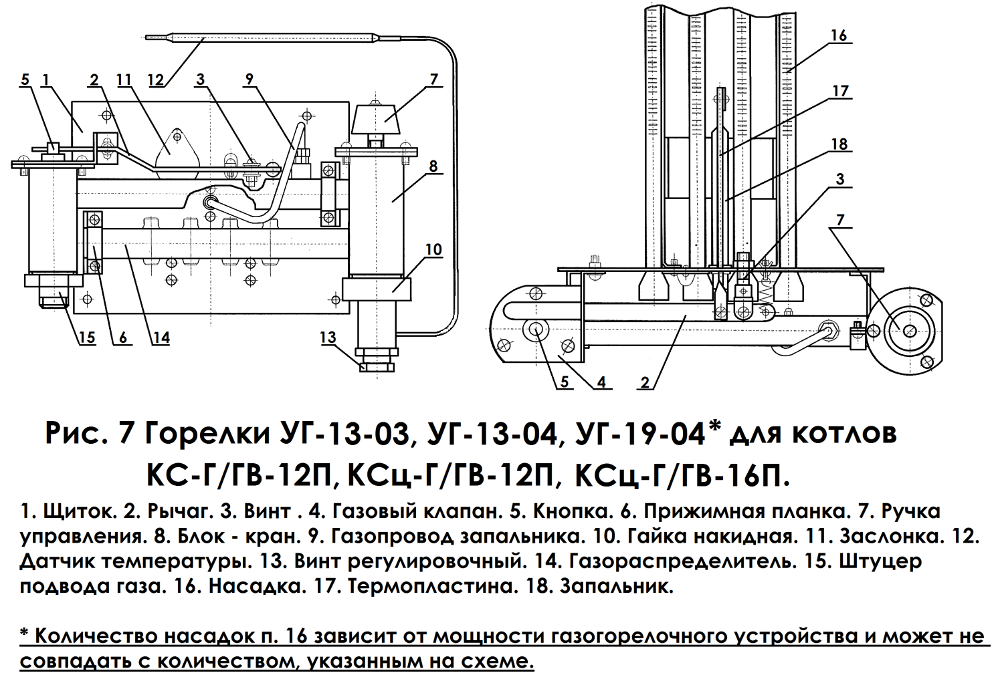 5 1 2 11 12 3 9 7
8
10
15 6 14 13
16
17
18
3
7
5 4 2
Рис. 7 Горелки УГ-13-03, УГ-13-04, УГ-19-04* для котлов
КС-Г/ГВ-12П, КСц-Г/ГВ-12П, КСц-Г/ГВ-16П.
1. Щиток. 2. Рычаг. 3. Винт . 4. Газовый клапан. 5. Кнопка. 6. Прижимная планка. 7. Ручка
управления. 8. Блок - кран. 9. Газопровод запальника. 10. Гайка накидная. 11. Заслонка. 12.
Датчик температуры. 13. Винт регулировочный. 14. Газораспределитель. 15. Штуцер
подвода газа. 16. Насадка. 17. Термопластина. 18. Запальник.
* Количество насадок п. 16 зависит от мощности газогорелочного устройства и может не
совпадать с количеством, указанным на схеме.